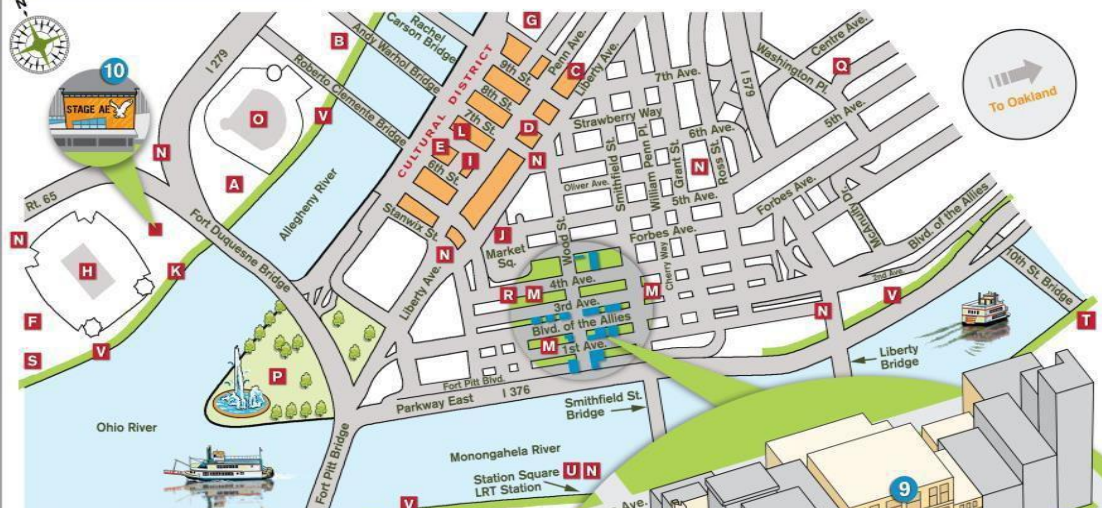 N
10
STAGE AE
I 279
B
Rachel
Carson Bridge
Andy Warhol Bridge
Roberto Clemente Bridge
G
CULTURAL DISTRICT
Penn Ave.
Liberty Ave.
C
9th St.
8th St.
7th St.
L
E
I
6th St.
D
N
Stanwix St.
7th Ave.
Strawberry Way
6th Ave.
Oliver Ave.
Smithfield St.
William Penn Pl.
Grant St.
N
Ross St.
5th Ave.
I 579
Washington Pl.
Centre Ave.
Q
5th Ave.
To Oakland
O
V
N
A
Rt. 65
Allegheny River
Fort Duquesne Bridge
N
H
K
F
S
V
Liberty Ave.
N
J
Market
Sq.
Wood St.
Forbes Ave.
Forbes Ave.
McAnulty Dr.
Blvd. of the Allies
4th Ave.
Cherry Way
R
M
M
3rd Ave.
Blvd. of the Allies
M
1st Ave.
2nd Ave.
V
N
10th St. Bridge
T
P
Fort Pitt Blvd.
Parkway East
I 376
Liberty
Bridge
Smithfield St.
Bridge
Ohio River
Fort Pitt Bridge
Monongahela River
Station Square
LRT Station
U
N
V
9
Ave.